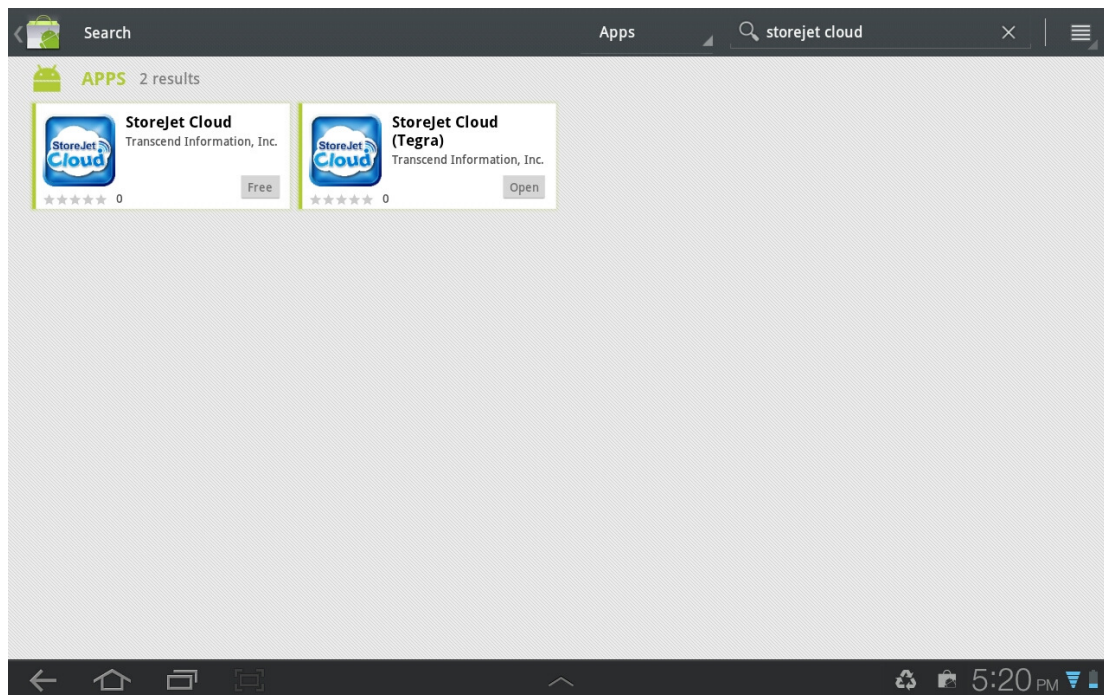 Search
Apps
storejet cloud
APPS 2 results
StoreJet Cloud
Transcend Information, Inc.
StoreJet
Cloud
Free
0
StoreJet Cloud
(Tegra)
Transcend Information, Inc.
StoreJet
Cloud
Open
0
5:20 PM